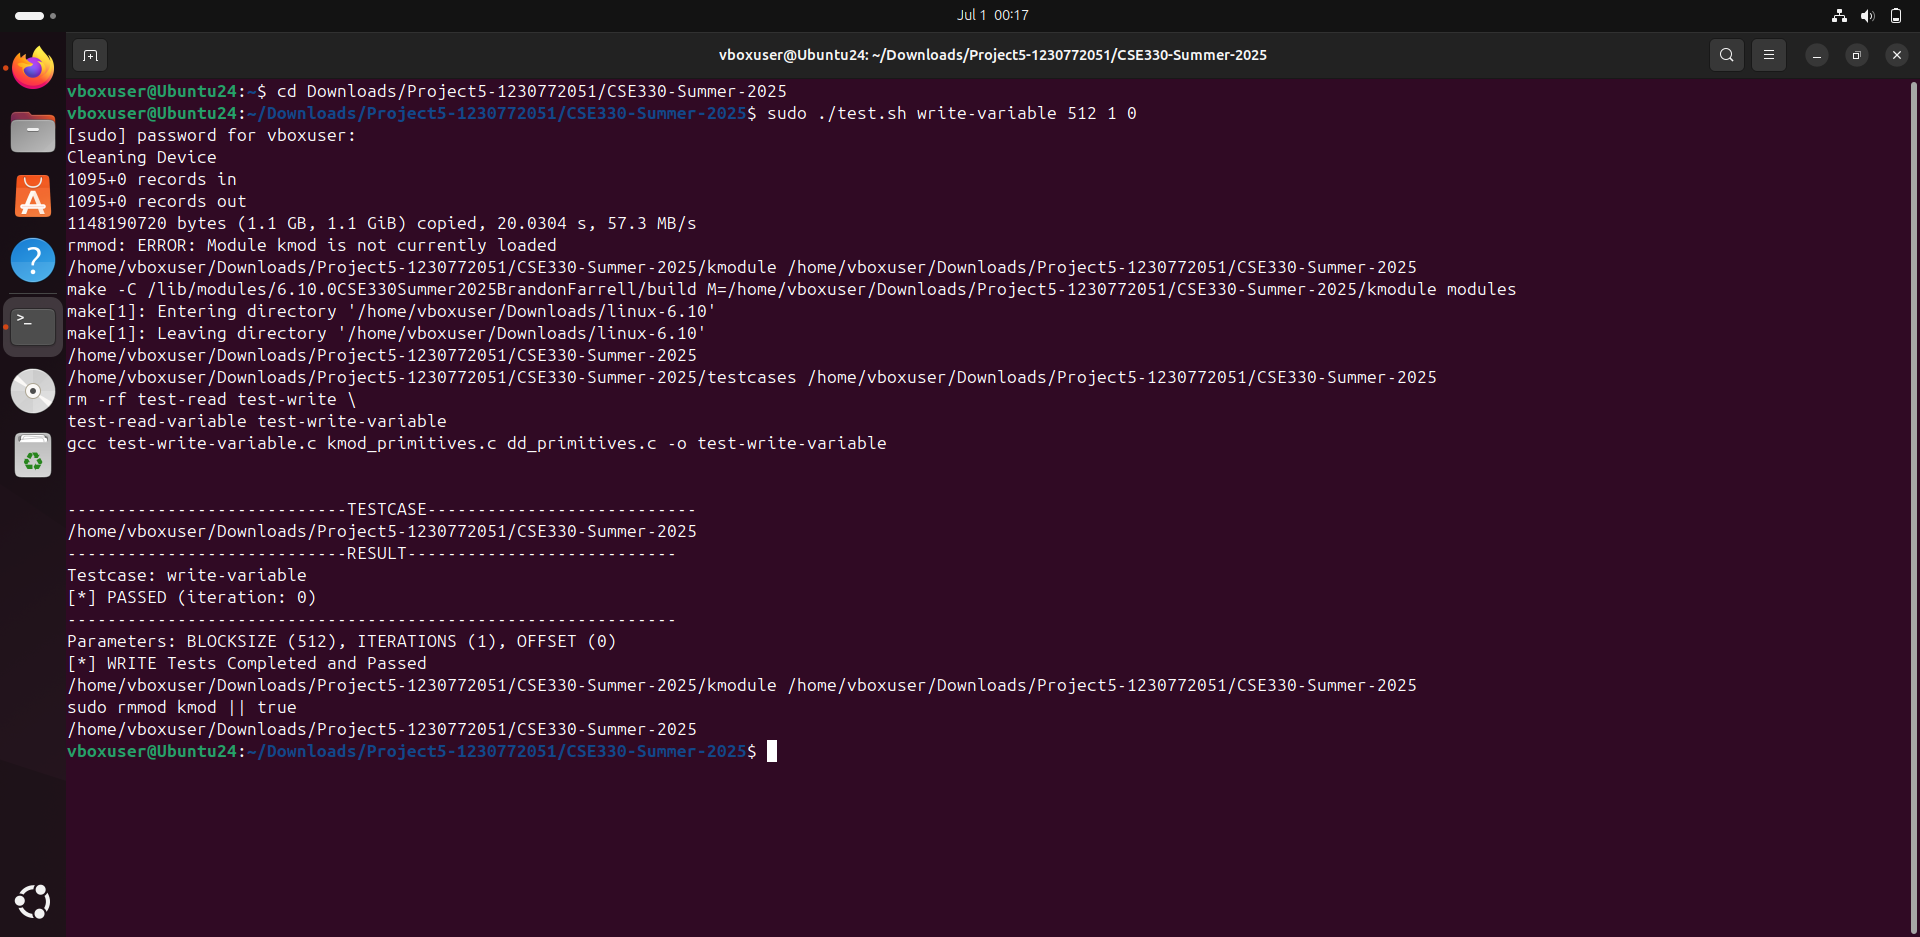 Jul 1 00:17
vboxuser@Ubuntu24: ~/Downloads/Project5-1230772051/CSE330-Summer-2025
vboxuser@Ubuntu24:~$ cd Downloads/Project5-1230772051/CSE330-Summer-2025
vboxuser@Ubuntu24:~/Downloads/Project5-1230772051/CSE330-Summer-2025$ sudo ./test.sh write-variable 512 1 0
[sudo] password for vboxuser:
Cleaning Device
1095+0 records in
1095+0 records out
1148190720 bytes (1.1 GB, 1.1 GiB) copied, 20.0304 s, 57.3 MB/s
rmmod: ERROR: Module kmod is not currently loaded
/home/vboxuser/Downloads/Project5-1230772051/CSE330-Summer-2025/kmodule /home/vboxuser/Downloads/Project5-1230772051/CSE330-Summer-2025
make -C /lib/modules/6.10.0CSE330Summer2025BrandonFarrell/build M=/home/vboxuser/Downloads/Project5-1230772051/CSE330-Summer-2025/kmodule modules
make[1]: Entering directory '/home/vboxuser/Downloads/linux-6.10'
make[1]: Leaving directory '/home/vboxuser/Downloads/linux-6.10'
/home/vboxuser/Downloads/Project5-1230772051/CSE330-Summer-2025
/home/vboxuser/Downloads/Project5-1230772051/CSE330-Summer-2025/testcases /home/vboxuser/Downloads/Project5-1230772051/CSE330-Summer-2025
rm -rf test-read test-write \
test-read-variable test-write-variable
gcc test-write-variable.c kmod_primitives.c dd_primitives.c -o test-write-variable
----------------------------TESTCASE---------------------------
/home/vboxuser/Downloads/Project5-1230772051/CSE330-Summer-2025
----------------------------RESULT---------------------------
Testcase: write-variable
[*] PASSED (iteration: 0)
-------------------------------------------------------------
Parameters: BLOCKSIZE (512), ITERATIONS (1), OFFSET (0)
[*] WRITE Tests Completed and Passed
/home/vboxuser/Downloads/Project5-1230772051/CSE330-Summer-2025/kmodule /home/vboxuser/Downloads/Project5-1230772051/CSE330-Summer-2025
sudo rmmod kmod || true
/home/vboxuser/Downloads/Project5-1230772051/CSE330-Summer-2025
vboxuser@Ubuntu24:~/Downloads/Project5-1230772051/CSE330-Summer-2025$